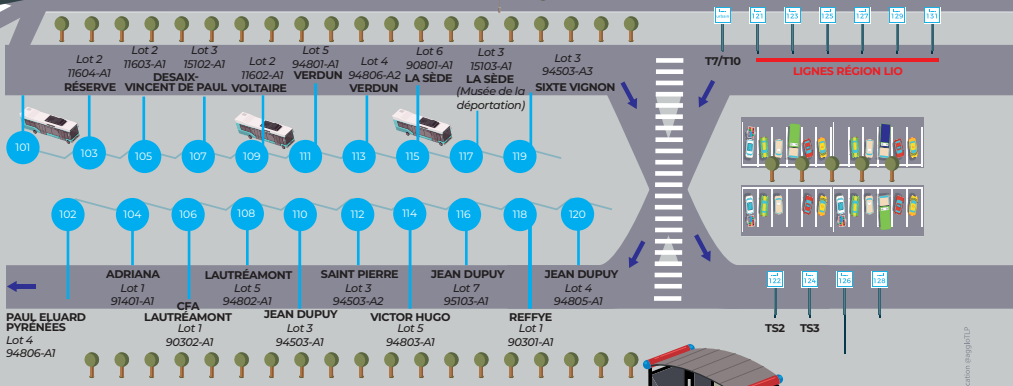 121
123
125
127
129
131
T7/T10
LIGNES RÉGION LIO
Lot 2
11604-A1
RÉSERVE
Lot 2
11603-A1
DESAIX-
VINCENT DE PAUL
Lot 3
15102-A1
Lot 2
11602-A1
VOLTAIRE
Lot 5
94801-A1
VERDUN
Lot 4
94806-A2
VERDUN
Lot 6
90801-A1
LA SÈDE
Lot 3
15103-A1
LA SÈDE
(Musée de la
déportation)
Lot 3
94503-A3
SIXTE VIGNON
101
103
105
107
109
111
113
115
117
119
102
104
106
108
110
112
114
116
118
120
PAUL ELUARD
PYRÉNÉES
Lot 4
94806-A1
ADRIANA
Lot 1
91401-A1
CFA
LAUTRÉAMONT
Lot 1
90302-A1
LAUTRÉAMONT
Lot 5
94802-A1
JEAN DUPUY
Lot 3
94503-A1
SAINT PIERRE
Lot 3
94503-A2
VICTOR HUGO
Lot 5
94803-A1
JEAN DUPUY
Lot 7
95103-A1
REFFYE
Lot 1
90301-A1
JEAN DUPUY
Lot 4
94805-A1
122
124
126
128
TS2
TS3
@aggloTLP